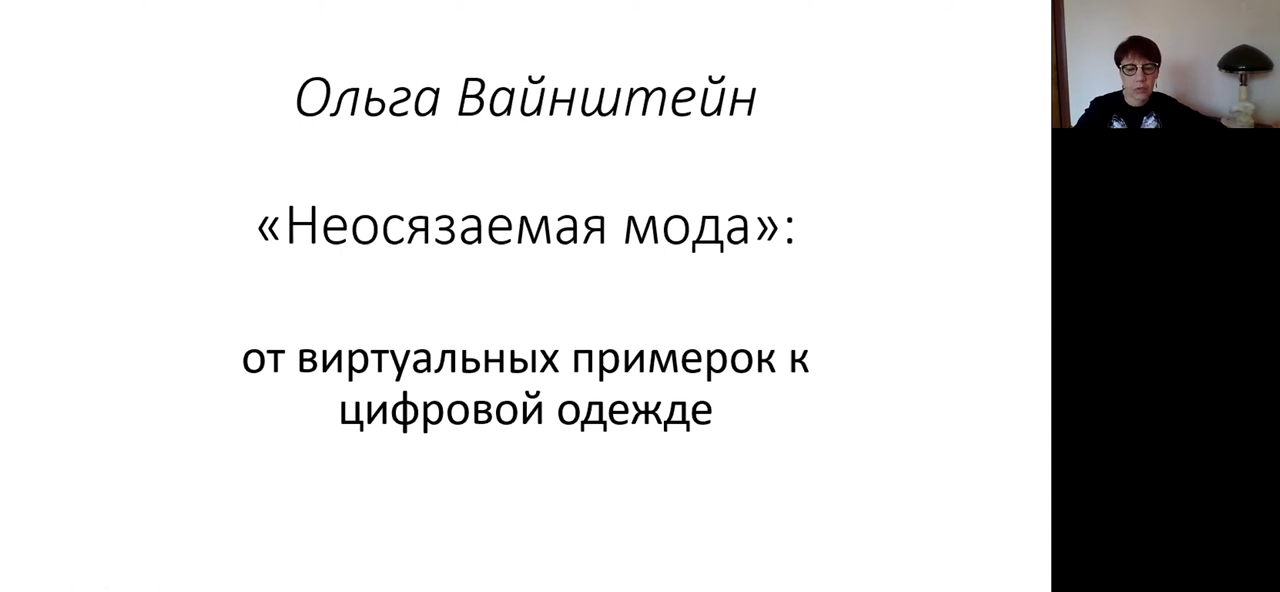 Ольга Вайнштейн
«Неосязаемая мода»:
от виртуальных примерок к
цифровой одежде